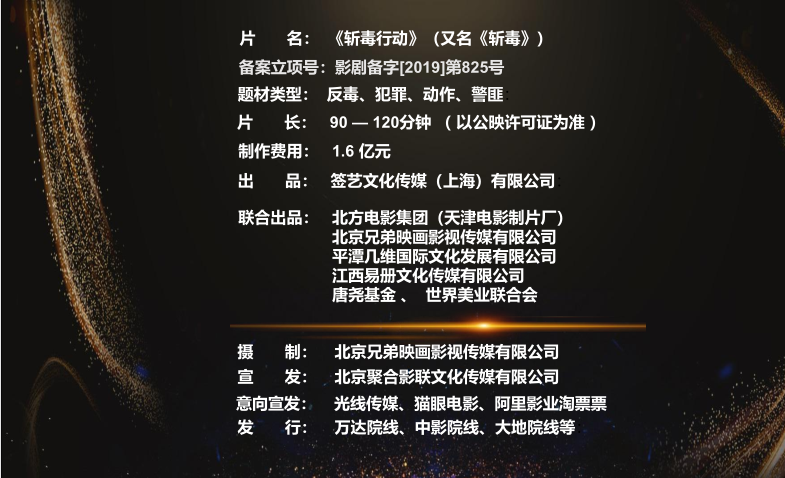 片 名： 《斩毒行动》（又名《斩毒》）
备案立项号：影剧备字[2019]第825号
题材类型： 反毒、犯罪、动作、警匪
片 长： 90 — 120分钟 （ 以公映许可证为准 ）
制作费用： 1.6 亿元
出 品： 签艺文化传媒（上海）有限公司
联合出品： 北方电影集团（天津电影制片厂）
北京兄弟映画影视传媒有限公司
平潭几维国际文化发展有限公司
江西易册文化传媒有限公司
唐尧基金 、 世界美业联合会
摄 制： 北京兄弟映画影视传媒有限公司
宣 发： 北京聚合影联文化传媒有限公司
意向宣发： 光线传媒、猫眼电影、阿里影业淘票票
发 行： 万达院线、中影院线、大地院线等